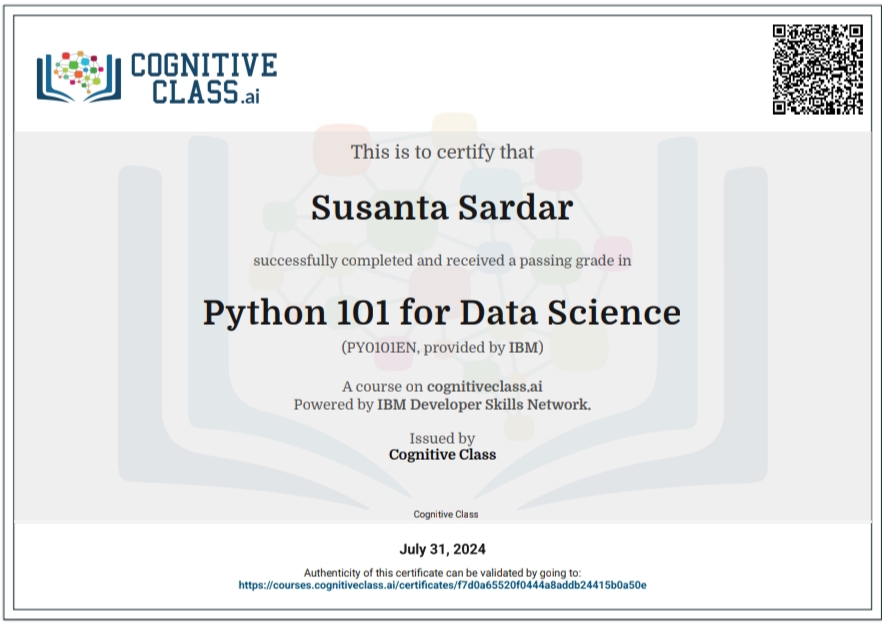 COGNITIVE
CLASS.ai
This is to certify that
Susanta Sardar
successfully completed and received a passing grade in
Python 101 for Data Science
(PY0101EN, provided by IBM)
A course on cognitiveclass.ai
Powered by IBM Developer Skills Network.
Issued by
Cognitive Class
Cognitive Class
July 31, 2024
Authenticity of this certificate can be validated by going to:
https://courses.cognitiveclass.ai/certificates/f7d0a65520f0444a8addb24415b0a50e